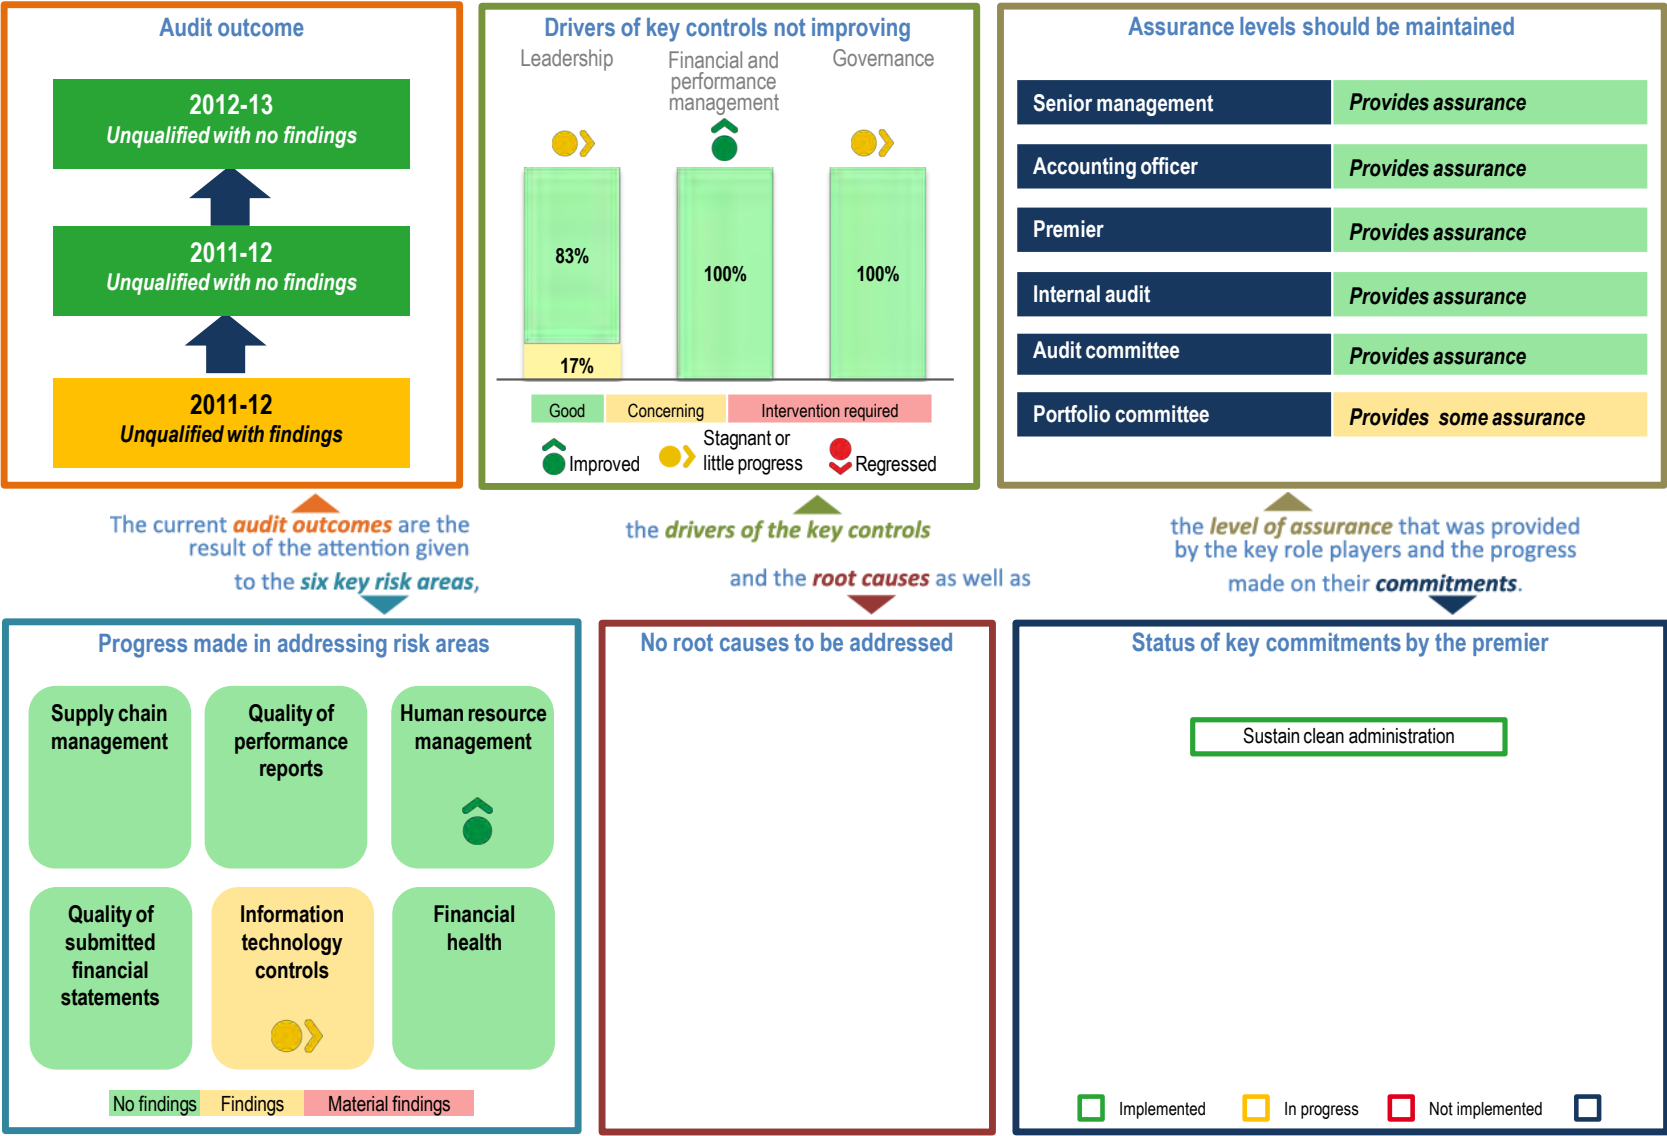 Audit outcome
2012-13
Unqualified with no findings
2011-12
Unqualified with no findings
2011-12
Unqualified with findings
Drivers of key controls not improving
Leadership
Financial and
performance
management
Governance
83%
17%
100%
100%
Good
Concerning
Intervention required
Improved
Stagnant or
little progress
Regressed
Assurance levels should be maintained
Senior management
Provides assurance
Accounting officer
Provides assurance
Premier
Provides assurance
Internal audit
Provides assurance
Audit committee
Provides assurance
Portfolio committee
Provides some assurance
The current audit outcomes are the
result of the attention given
to the six key risk areas,
the drivers of the key controls
and the root causes as well as
the level of assurance that was provided
by the key role players and the progress
made on their commitments.
Progress made in addressing risk areas
Supply chain
management
Quality of
performance
reports
Human resource
management
Quality of
submitted
financial
statements
Information
technology
controls
Financial
health
No findings
Findings
Material findings
No root causes to be addressed
Status of key commitments by the premier
Sustain clean administration
Implemented
In progress
Not implemented